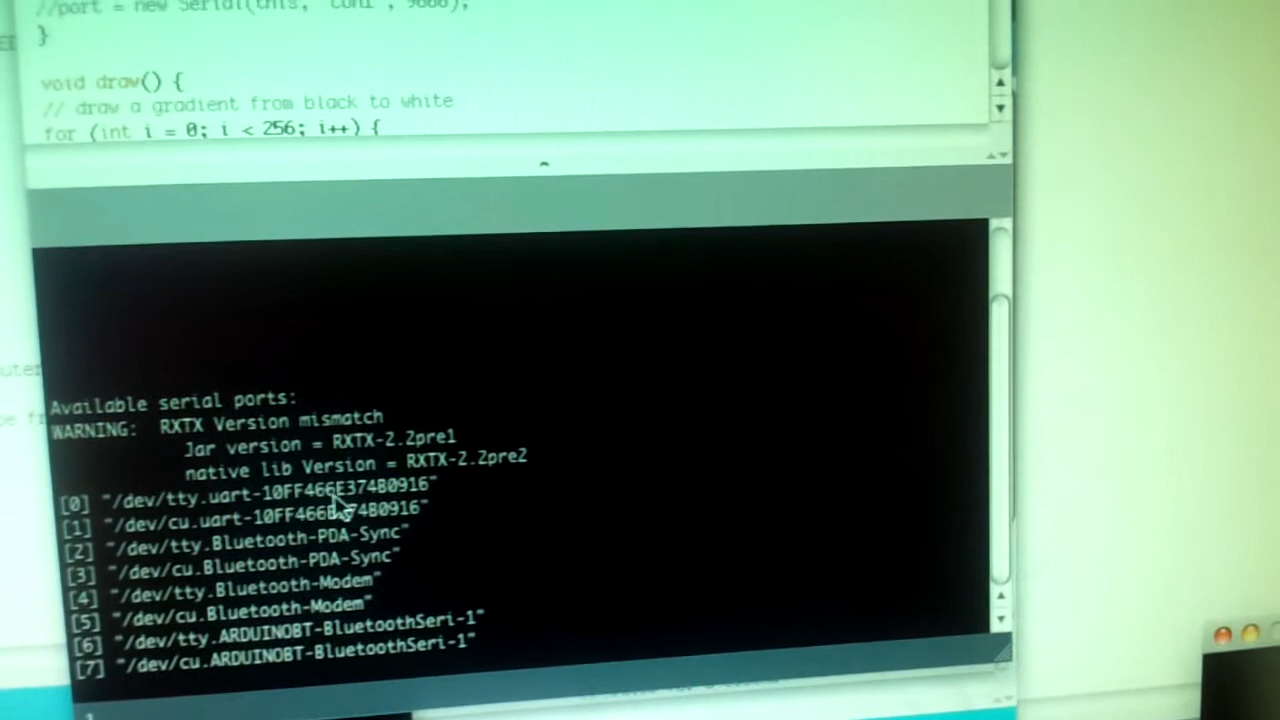 //port = new Serial(this, "com1", 9600);
}
void draw() {
// draw a gradient from black to white
for (int i = 0; i < 256; i++) {
Available serial ports:
WARNING: RXTX Version mismatch
Jar version = RXTX-2.2pre1
native lib Version = RXTX-2.2pre2
[0] "/dev/tty.uart-10FF466E374B0916"
[1] "/dev/cu.uart-10FF466E374B0916"
[2] "/dev/tty.Bluetooth-PDA-Sync"
[3] "/dev/cu.Bluetooth-PDA-Sync"
[4] "/dev/tty.Bluetooth-Modem"
[5] "/dev/cu.Bluetooth-Modem"
[6] "/dev/tty.ARDUINOBT-BluetoothSeri-1"
[7] "/dev/cu.ARDUINOBT-BluetoothSeri-1"
1